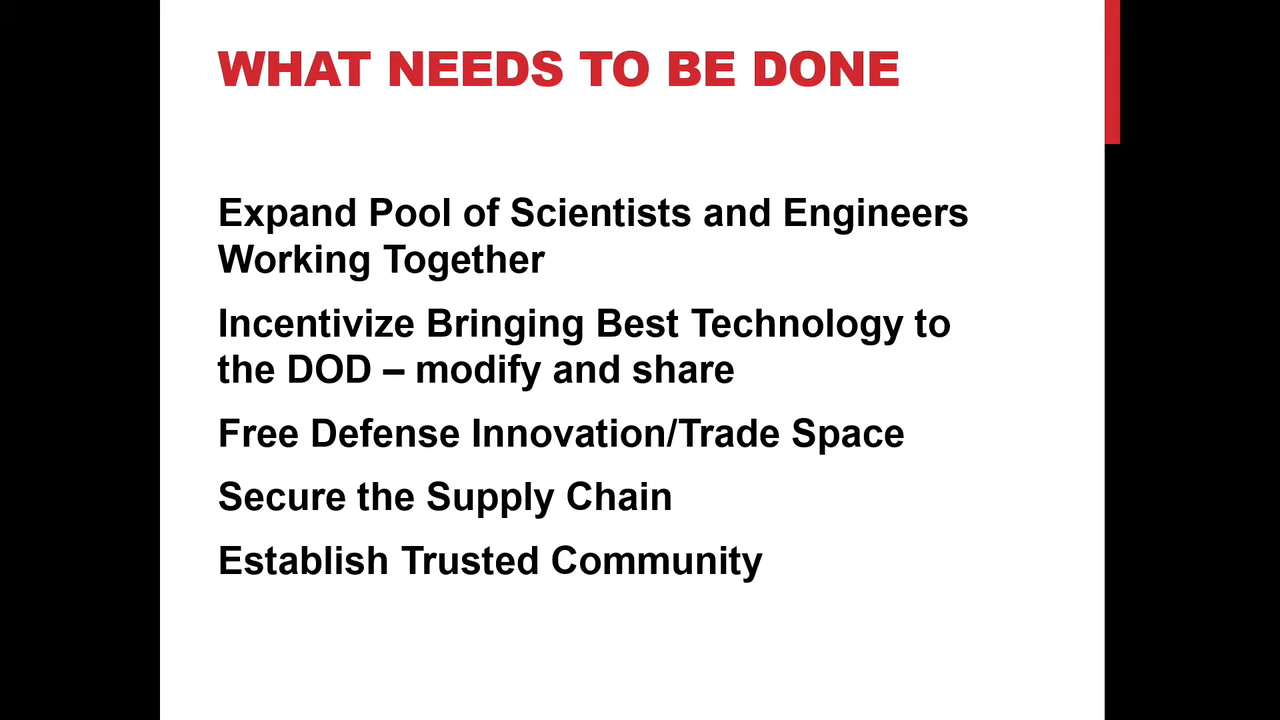 WHAT NEEDS TO BE DONE
Expand Pool of Scientists and Engineers
Working Together
Incentivize Bringing Best Technology to
the DOD – modify and share
Free Defense Innovation/Trade Space
Secure the Supply Chain
Establish Trusted Community